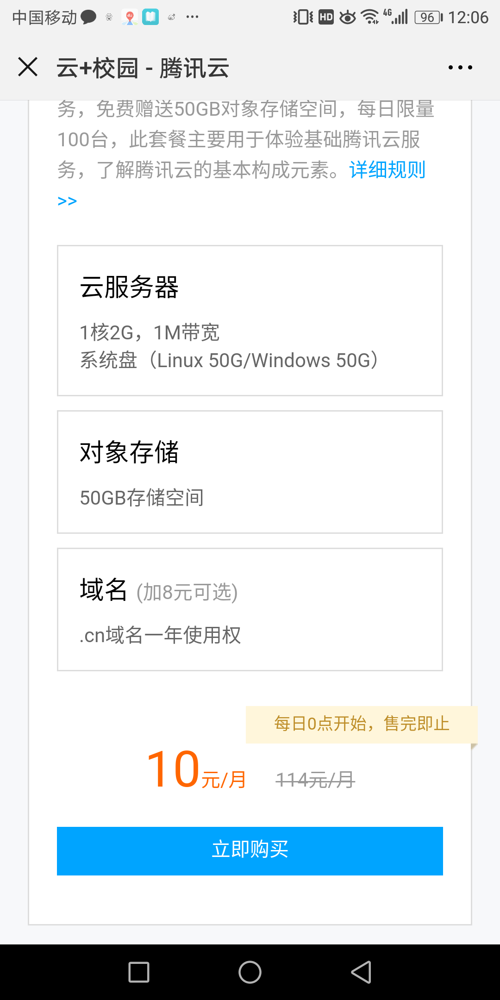 中国移动 HD 4G 96 12:06
云+校园 - 腾讯云
务，免费赠送50GB对象存储空间，每日限量
100台，此套餐主要用于体验基础腾讯云服
务，了解腾讯云的基本构成元素。详细规则
>>
云服务器
1核2G，1M带宽
系统盘（Linux 50G/Windows 50G）
对象存储
50GB存储空间
域名 (加8元可选)
.cn域名一年使用权
每日0点开始，售完即止
10元/月 114元/月
立即购买